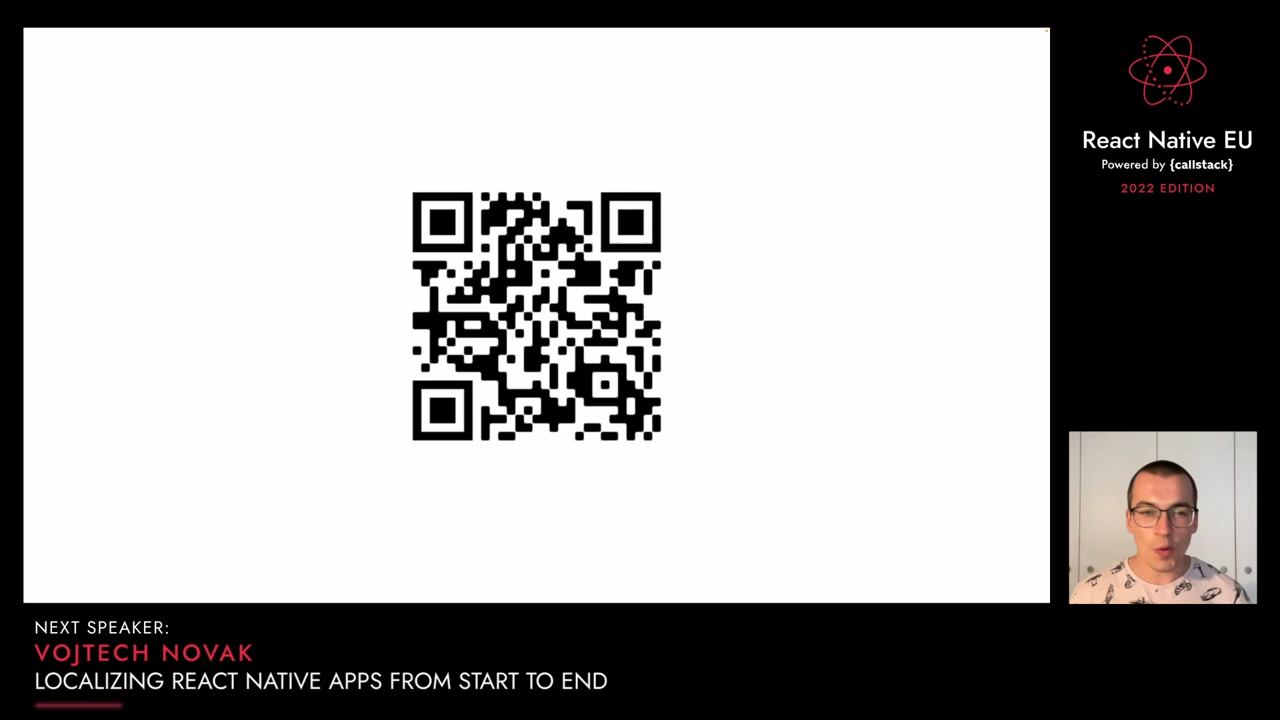 React Native EU
Powered by {callstack}
2022 EDITION
NEXT SPEAKER:
VOJTECH NOVAK
LOCALIZING REACT NATIVE APPS FROM START TO END